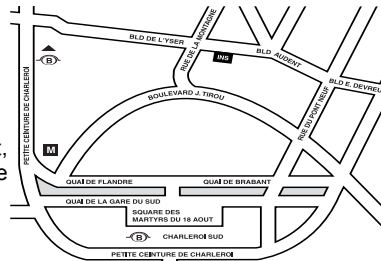 BLD DE L'YSER
RUE DE LA MONTAGNE
INS
BLD AUDENT
BLD E. DEVREU
B
PETITE CEINTURE DE CHARLEROI
BOULEVARD J. TIROU
RUE DU PONT NEUF
M
,
e
QUAI DE FLANDRE
QUAI DE BRABANT
QUAI DE LA GARE DU SUD
SQUARE DES
MARTYRS DU 18 AOUT
B
CHARLEROI SUD
PETITE CEINTURE DE CHARLEROI